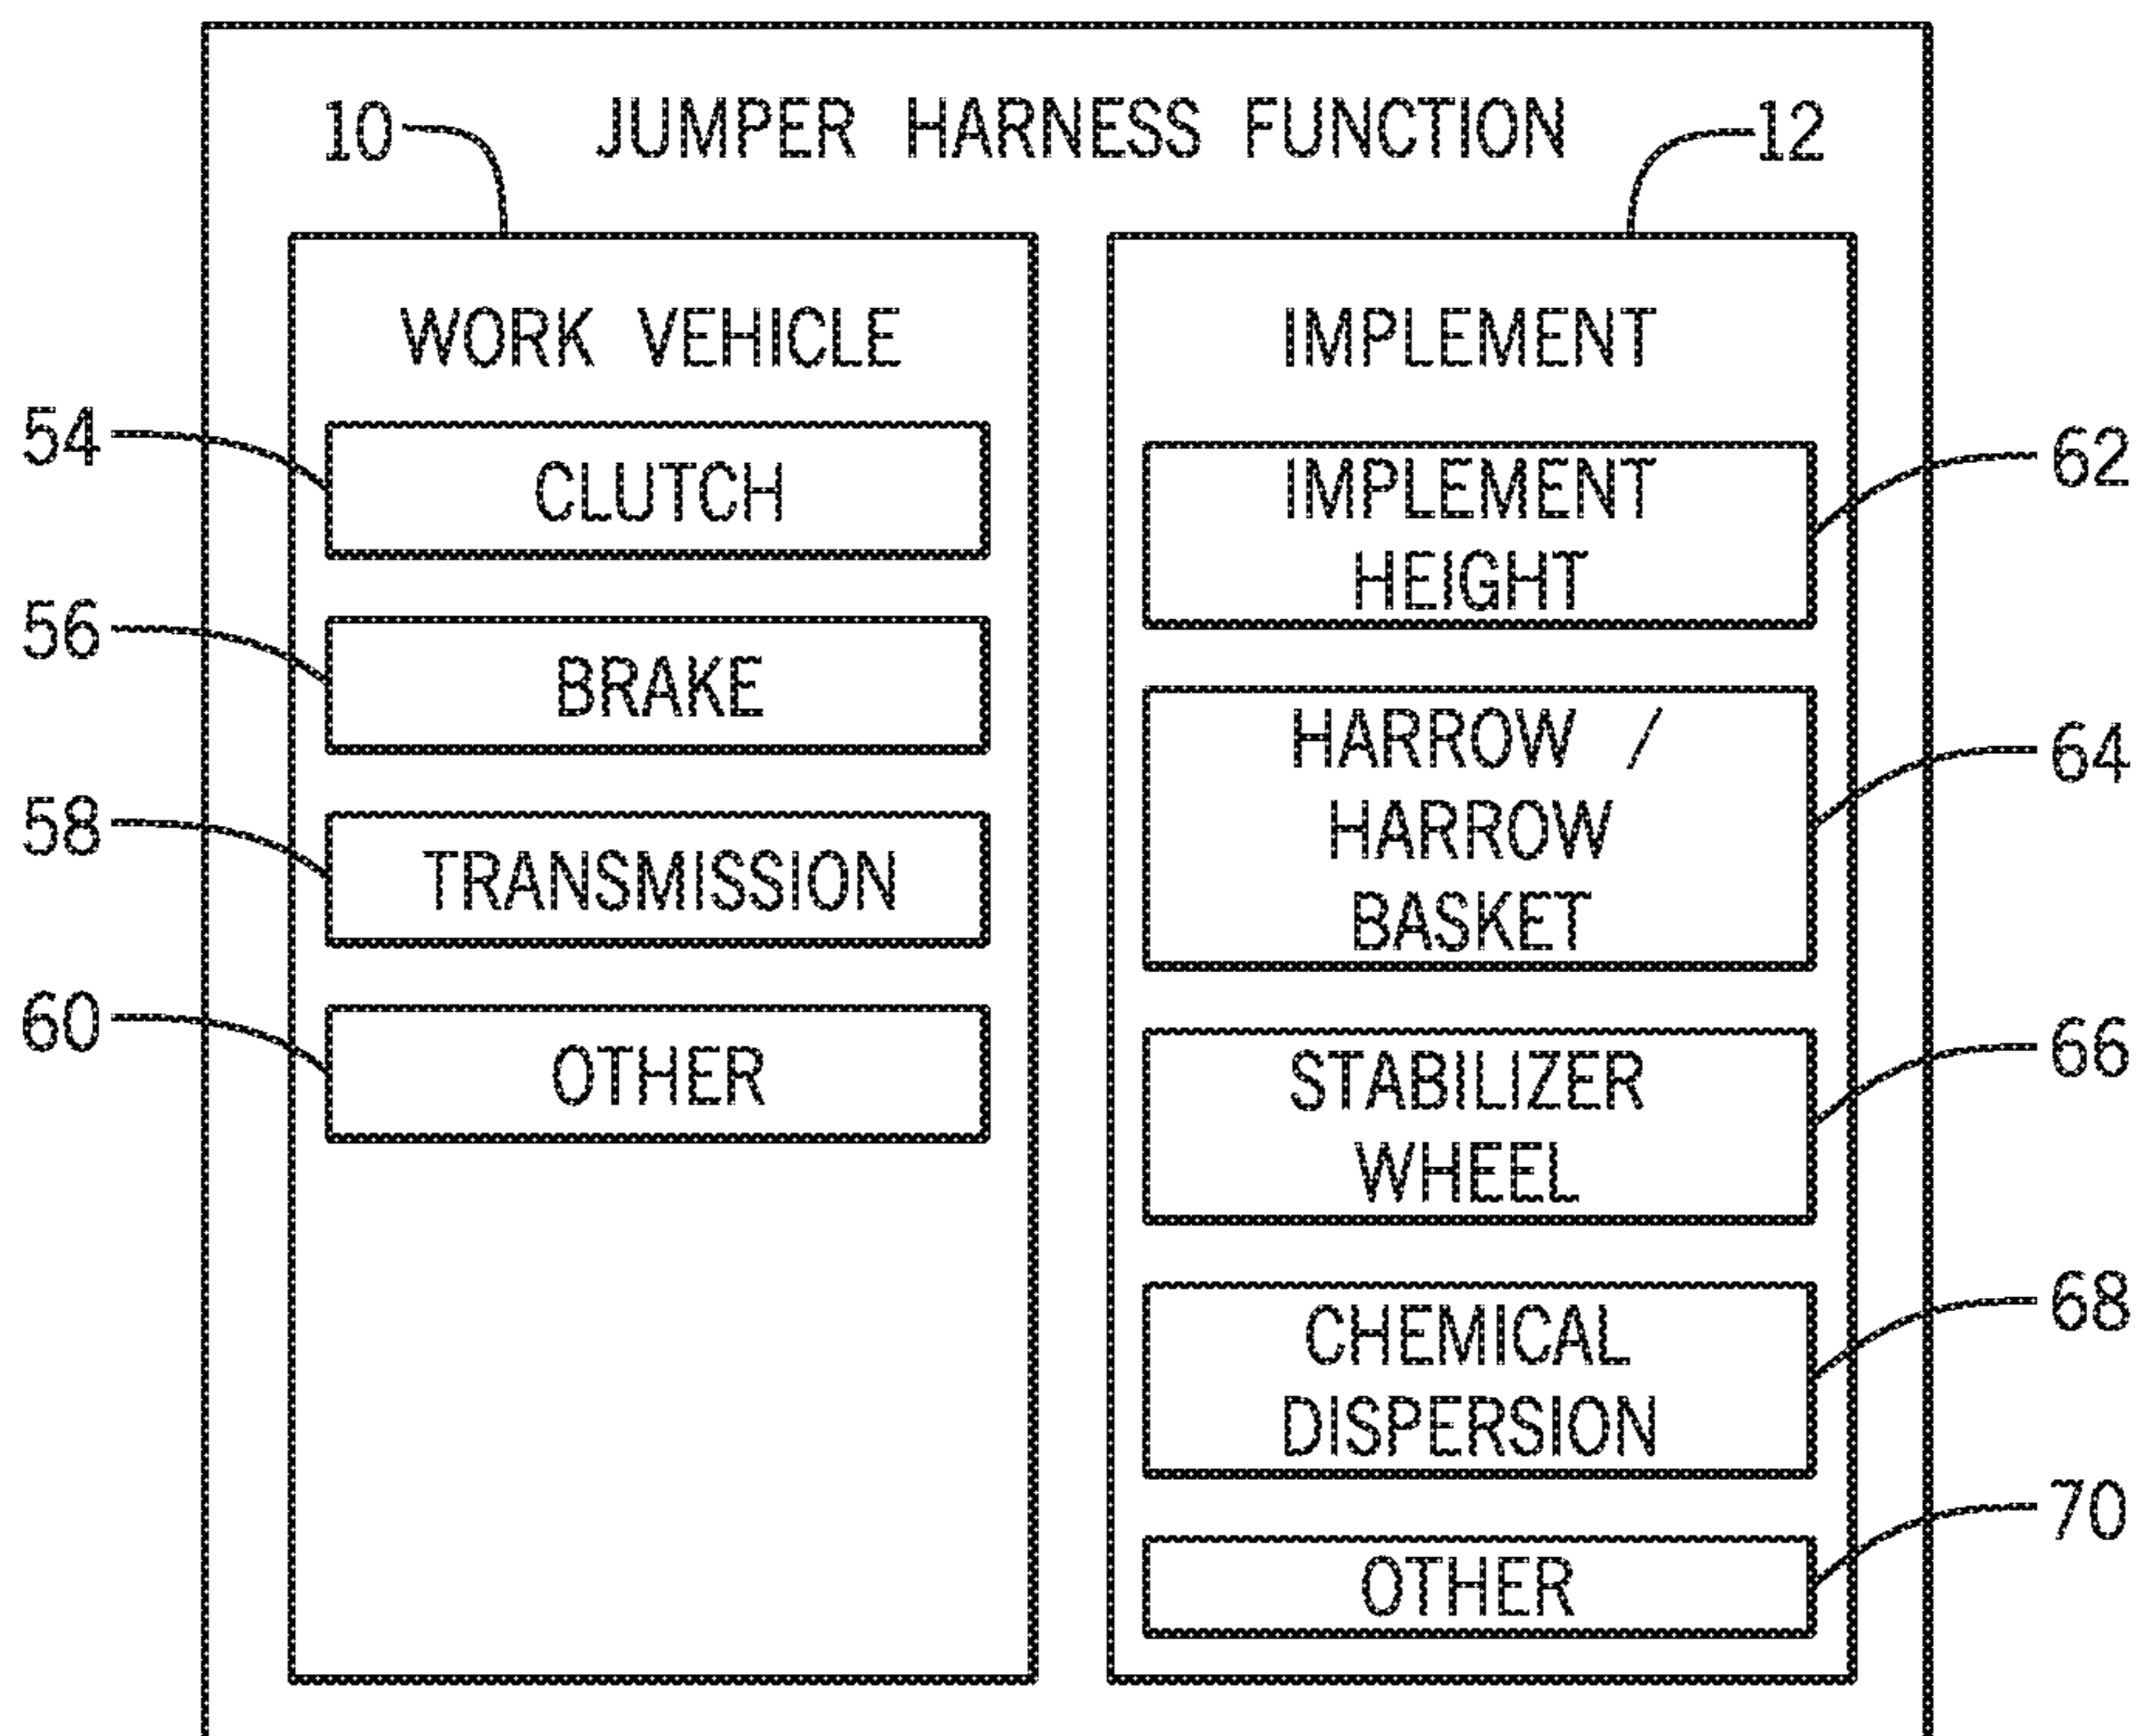 10 JUMPER HARNESS FUNCTION 12
WORK VEHICLE
54 CLUTCH
56 BRAKE
58 TRANSMISSION
60 OTHER
IMPLEMENT
IMPLEMENT 62
HEIGHT
HARROW / 64
HARROW
BASKET
STABILIZER 66
WHEEL
CHEMICAL 68
DISPERSION
OTHER 70